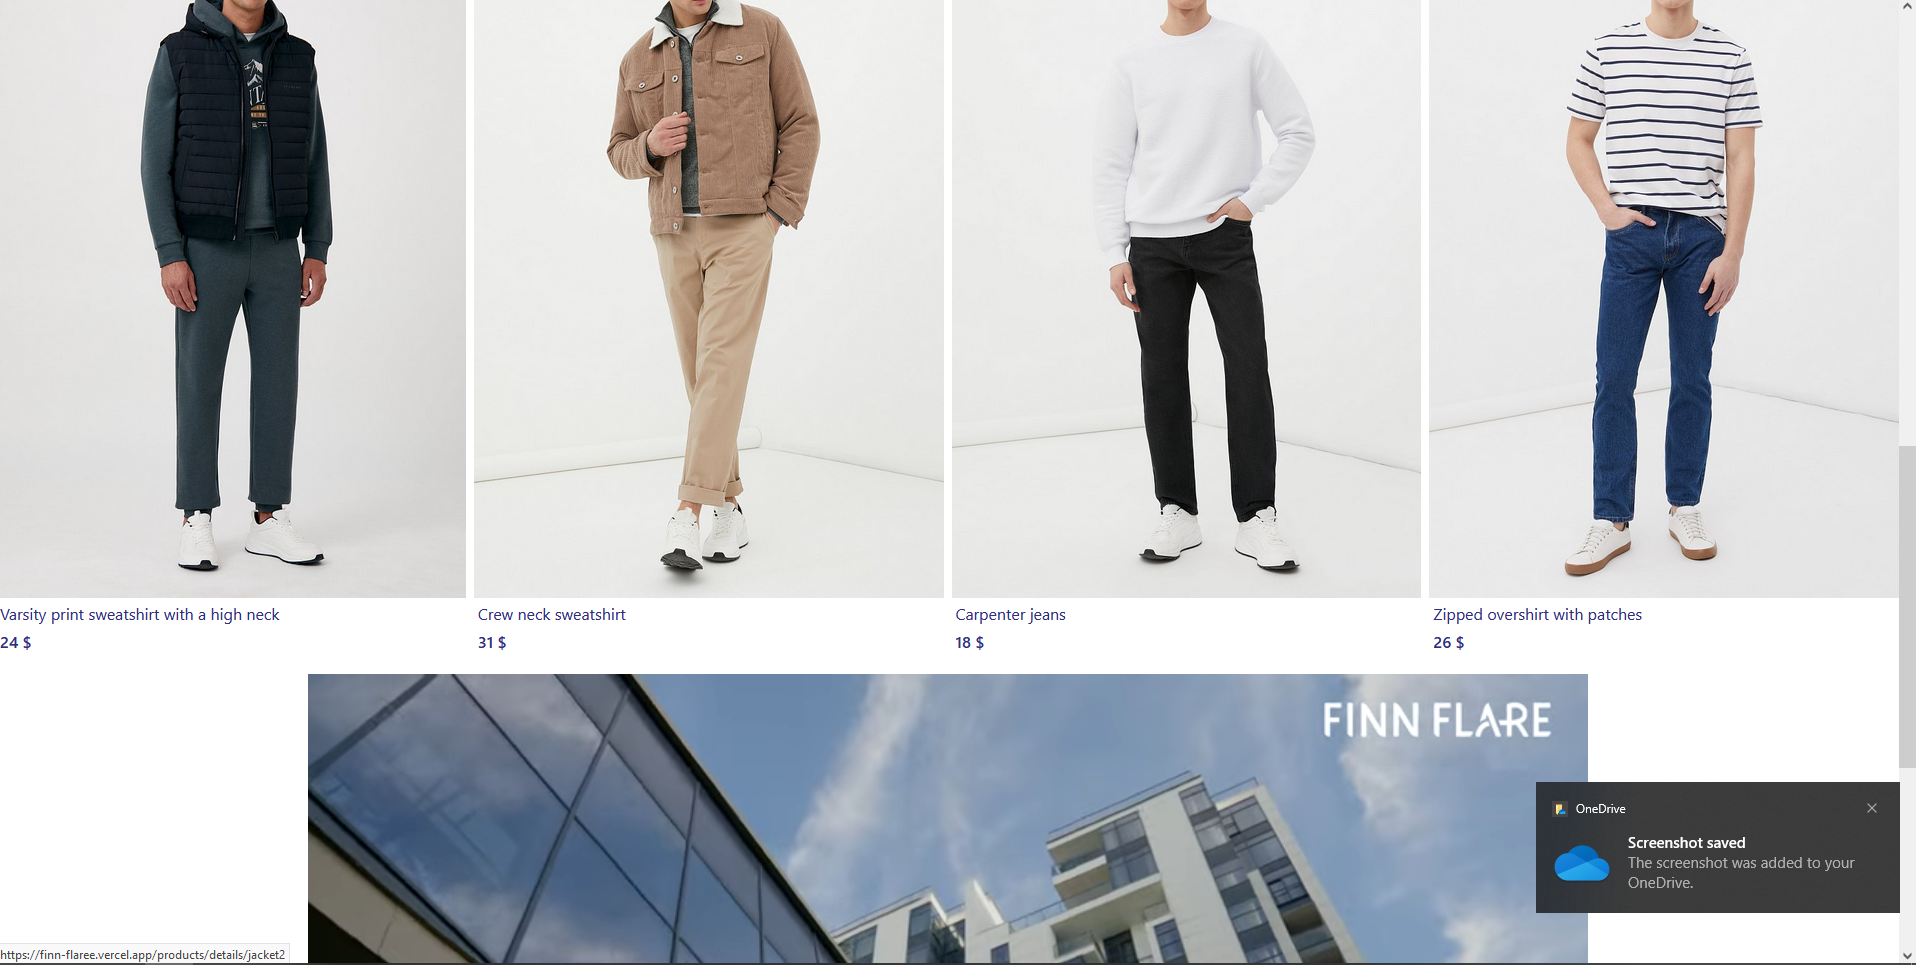 Varsity print sweatshirt with a high neck
24 $
Crew neck sweatshirt
31 $
Carpenter jeans
18 $
Zipped overshirt with patches
26 $
FINN FLARE
OneDrive
Screenshot saved
The screenshot was added to your
OneDrive.
https://finn-flaree.vercel.app/products/details/jacket2